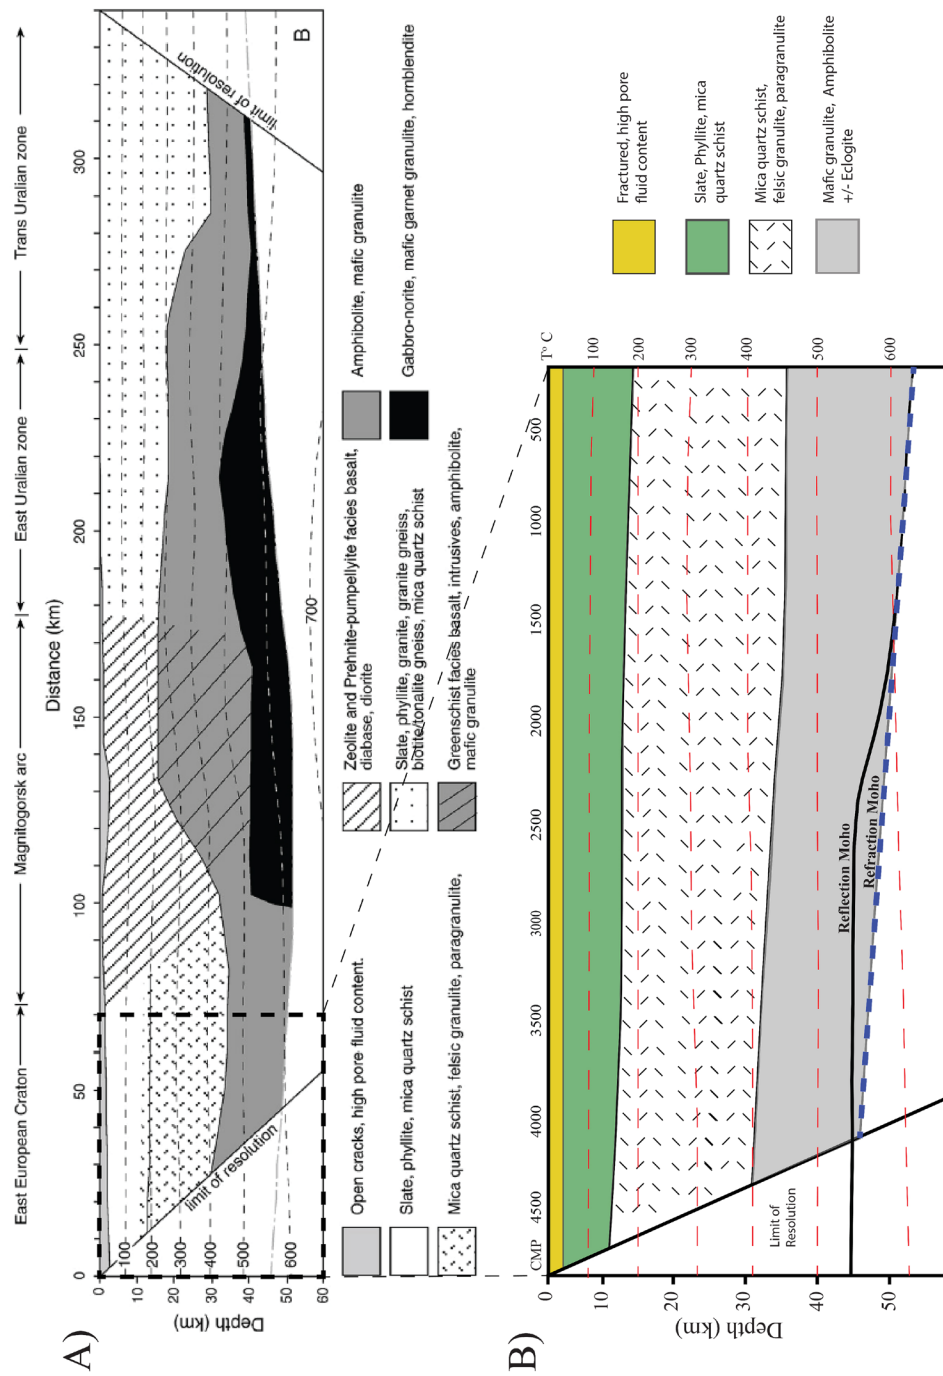 A)
East European Craton
Magnitogorsk arc
East Uralian zone
Trans Uralian zone
Distance (km)
0
50
100
150
200
250
300
Depth (km)
0
10
20
30
40
50
60
100
200
300
400
500
600
700
limit of resolution
limit of resolution
B
Open cracks, high pore fluid content.
Slate, phyllite, mica quartz schist
Mica quartz schist, felsic granulite, paragranulite,
Zeolite and Prehnite-pumpellyite facies basalt,
diabase, diorite
Slate, phyllite, granite, granite gneiss,
biotite/tonalite gneiss, mica quartz schist
Greenschist facies basalt, intrusives, amphibolite,
mafic granulite
Amphibolite, mafic granulite
Gabbro-norite, mafic garnet granulite, hornblendite
B)
CMP
4500
4000
3500
3000
2500
2000
1500
1000
500
T° C
Depth (km)
0
10
20
30
40
50
100
200
300
400
500
600
Limit of
Resolution
Reflection Moho
Refraction Moho
Fractured, high pore
fluid content
Slate, Phyllite, mica
quartz schist
Mica quartz schist,
felsic granulite, paragranulite
Mafic granulite, Amphibolite
+/- Eclogite